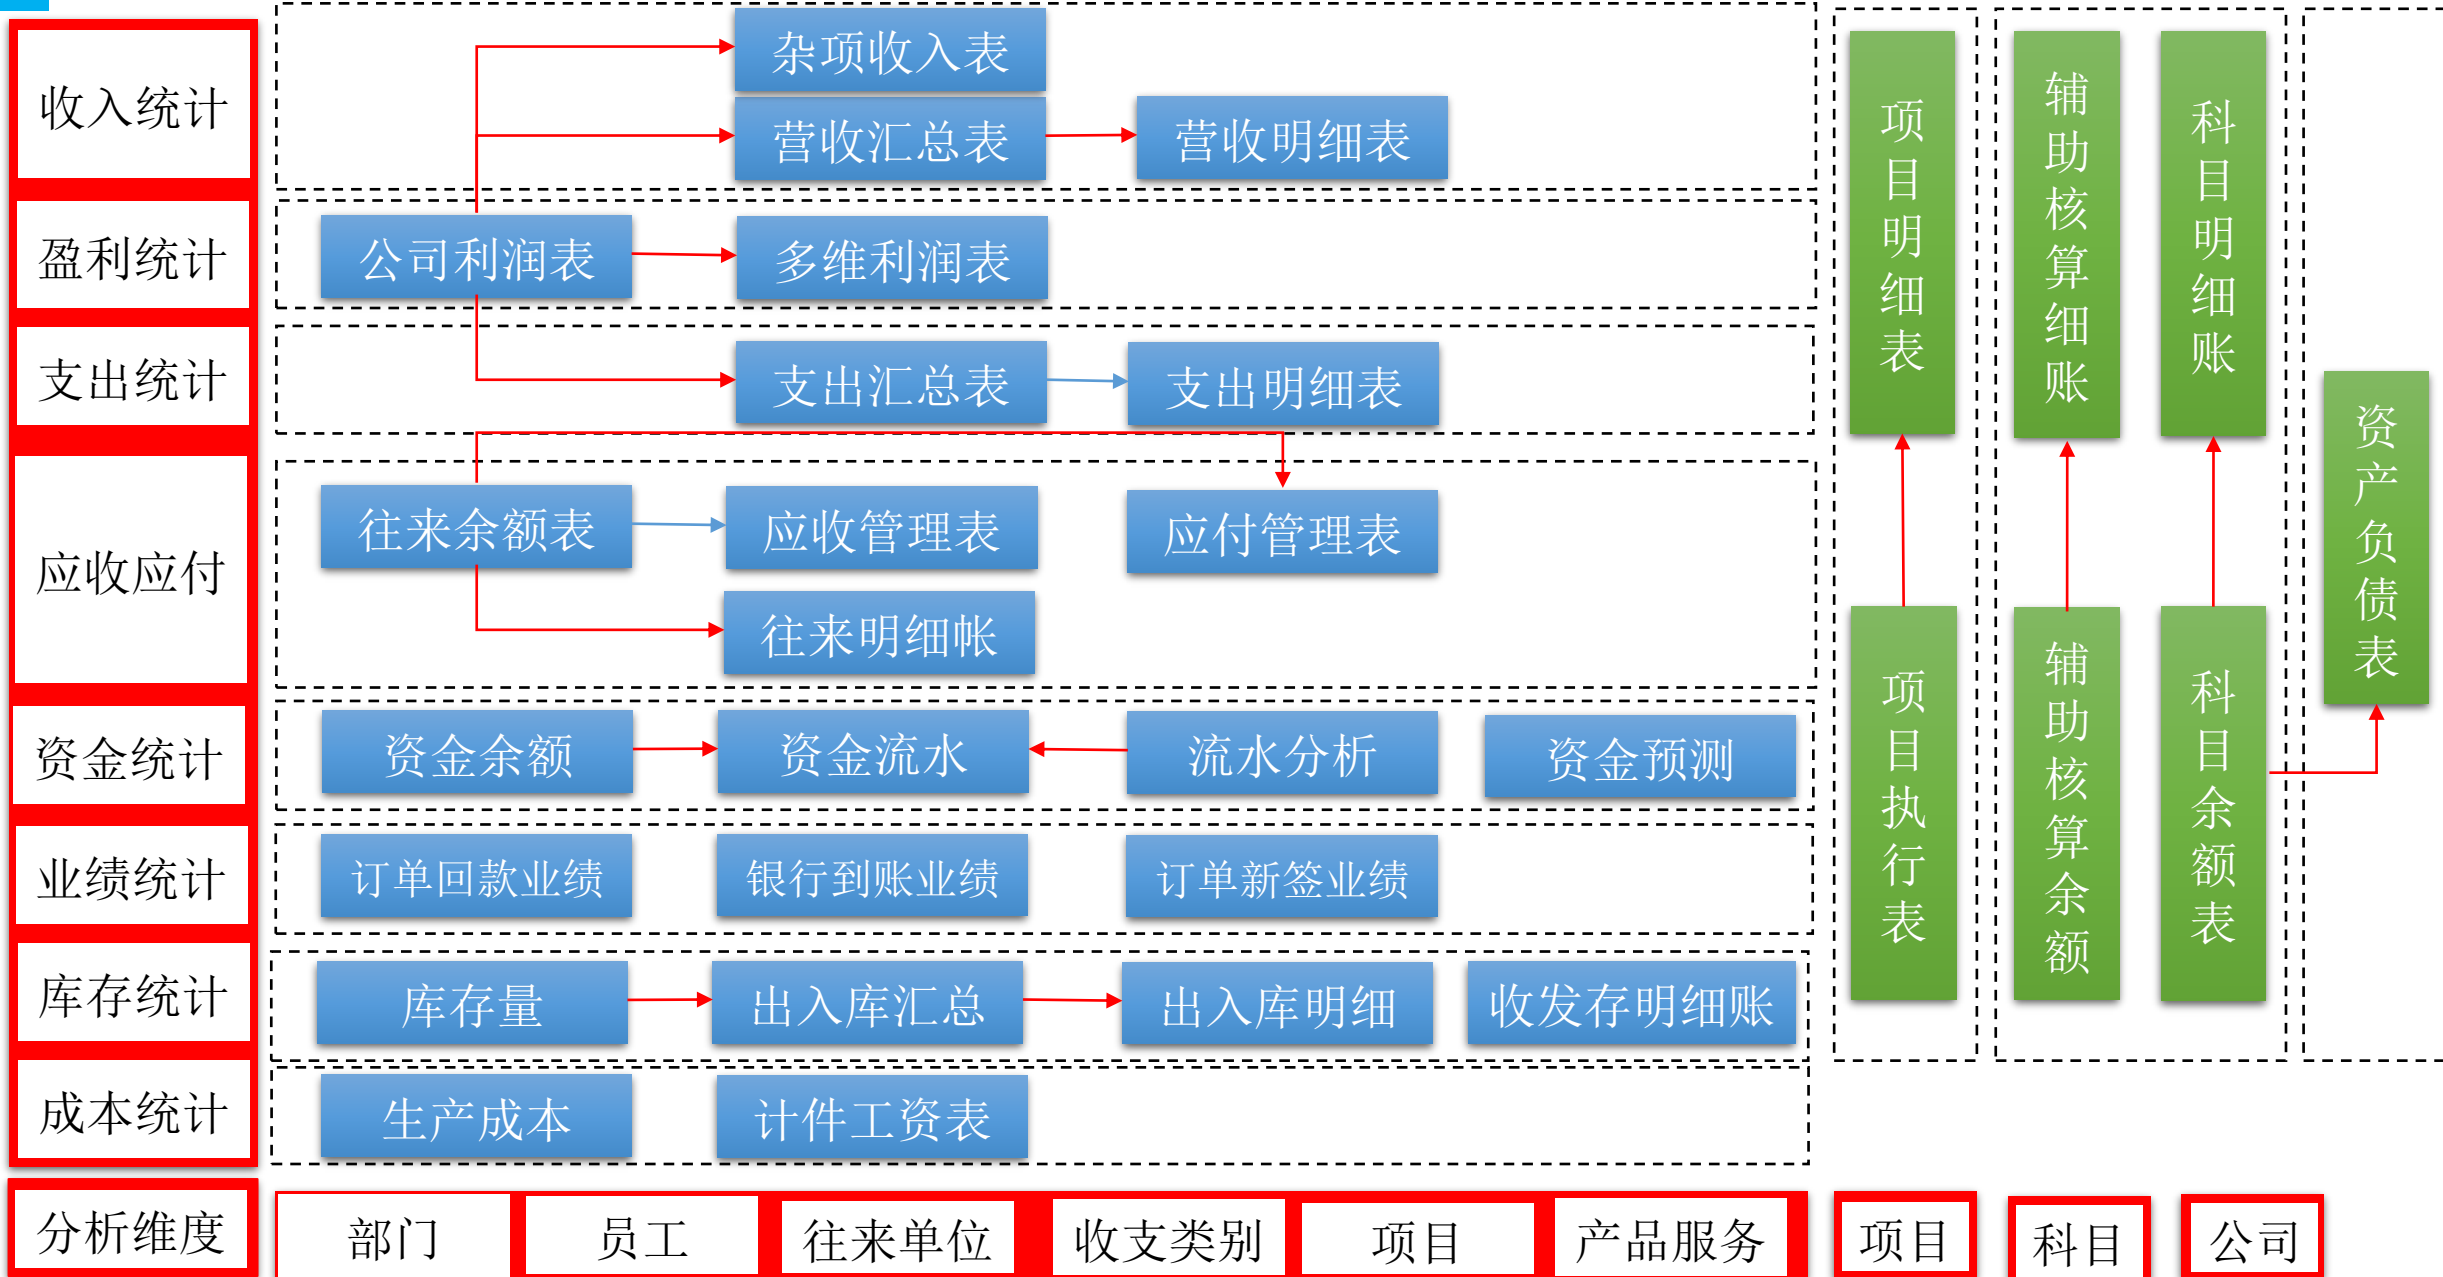 收入统计
杂项收入表
营收汇总表
营收明细表
盈利统计
公司利润表
多维利润表
支出统计
支出汇总表
支出明细表
应收应付
往来余额表
应收管理表
应付管理表
往来明细帐
资金统计
资金余额
资金流水
流水分析
资金预测
业绩统计
订单回款业绩
银行到账业绩
订单新签业绩
库存统计
库存量
出入库汇总
出入库明细
收发存明细账
成本统计
生产成本
计件工资表
项目明细表
辅助核算细账
科目明细账
资产负债表
项目执行表
辅助核算余额
科目余额表
分析维度
部门
员工
往来单位
收支类别
项目
产品服务
项目
科目
公司